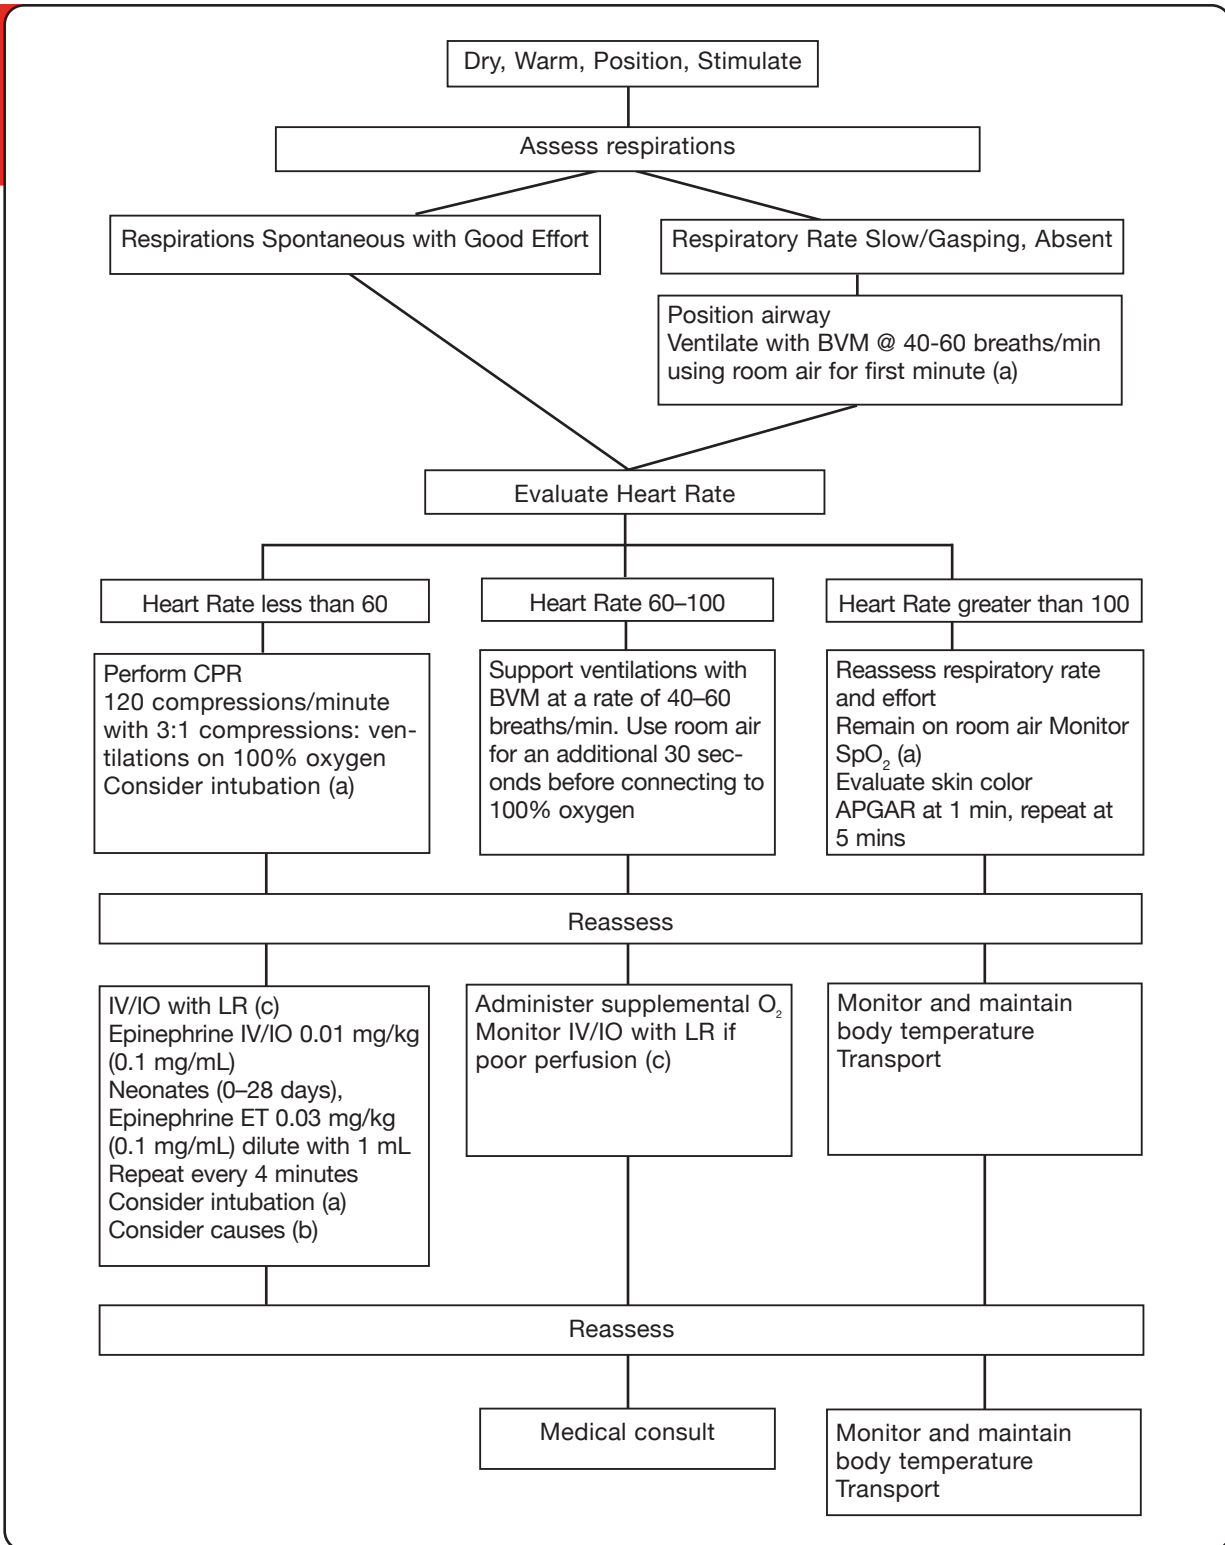 Dry, Warm, Position, Stimulate
Assess respirations
Respirations Spontaneous with Good Effort
Respiratory Rate Slow/Gasping, Absent
Position airway
Ventilate with BVM @ 40-60 breaths/min
using room air for first minute (a)
Evaluate Heart Rate
Heart Rate less than 60
Heart Rate 60–100
Heart Rate greater than 100
Perform CPR
120 compressions/minute
with 3:1 compressions: ven-
tilations on 100% oxygen
Consider intubation (a)
Support ventilations with
BVM at a rate of 40–60
breaths/min. Use room air
for an additional 30 sec-
onds before connecting to
100% oxygen
Reassess respiratory rate
and effort
Remain on room air Monitor
SpO₂ (a)
Evaluate skin color
APGAR at 1 min, repeat at
5 mins
Reassess
IV/IO with LR (c)
Epinephrine IV/IO 0.01 mg/kg
(0.1 mg/mL)
Neonates (0–28 days),
Epinephrine ET 0.03 mg/kg
(0.1 mg/mL) dilute with 1 mL
Repeat every 4 minutes
Consider intubation (a)
Consider causes (b)
Administer supplemental O₂
Monitor IV/IO with LR if
poor perfusion (c)
Monitor and maintain
body temperature
Transport
Reassess
Medical consult
Monitor and maintain
body temperature
Transport